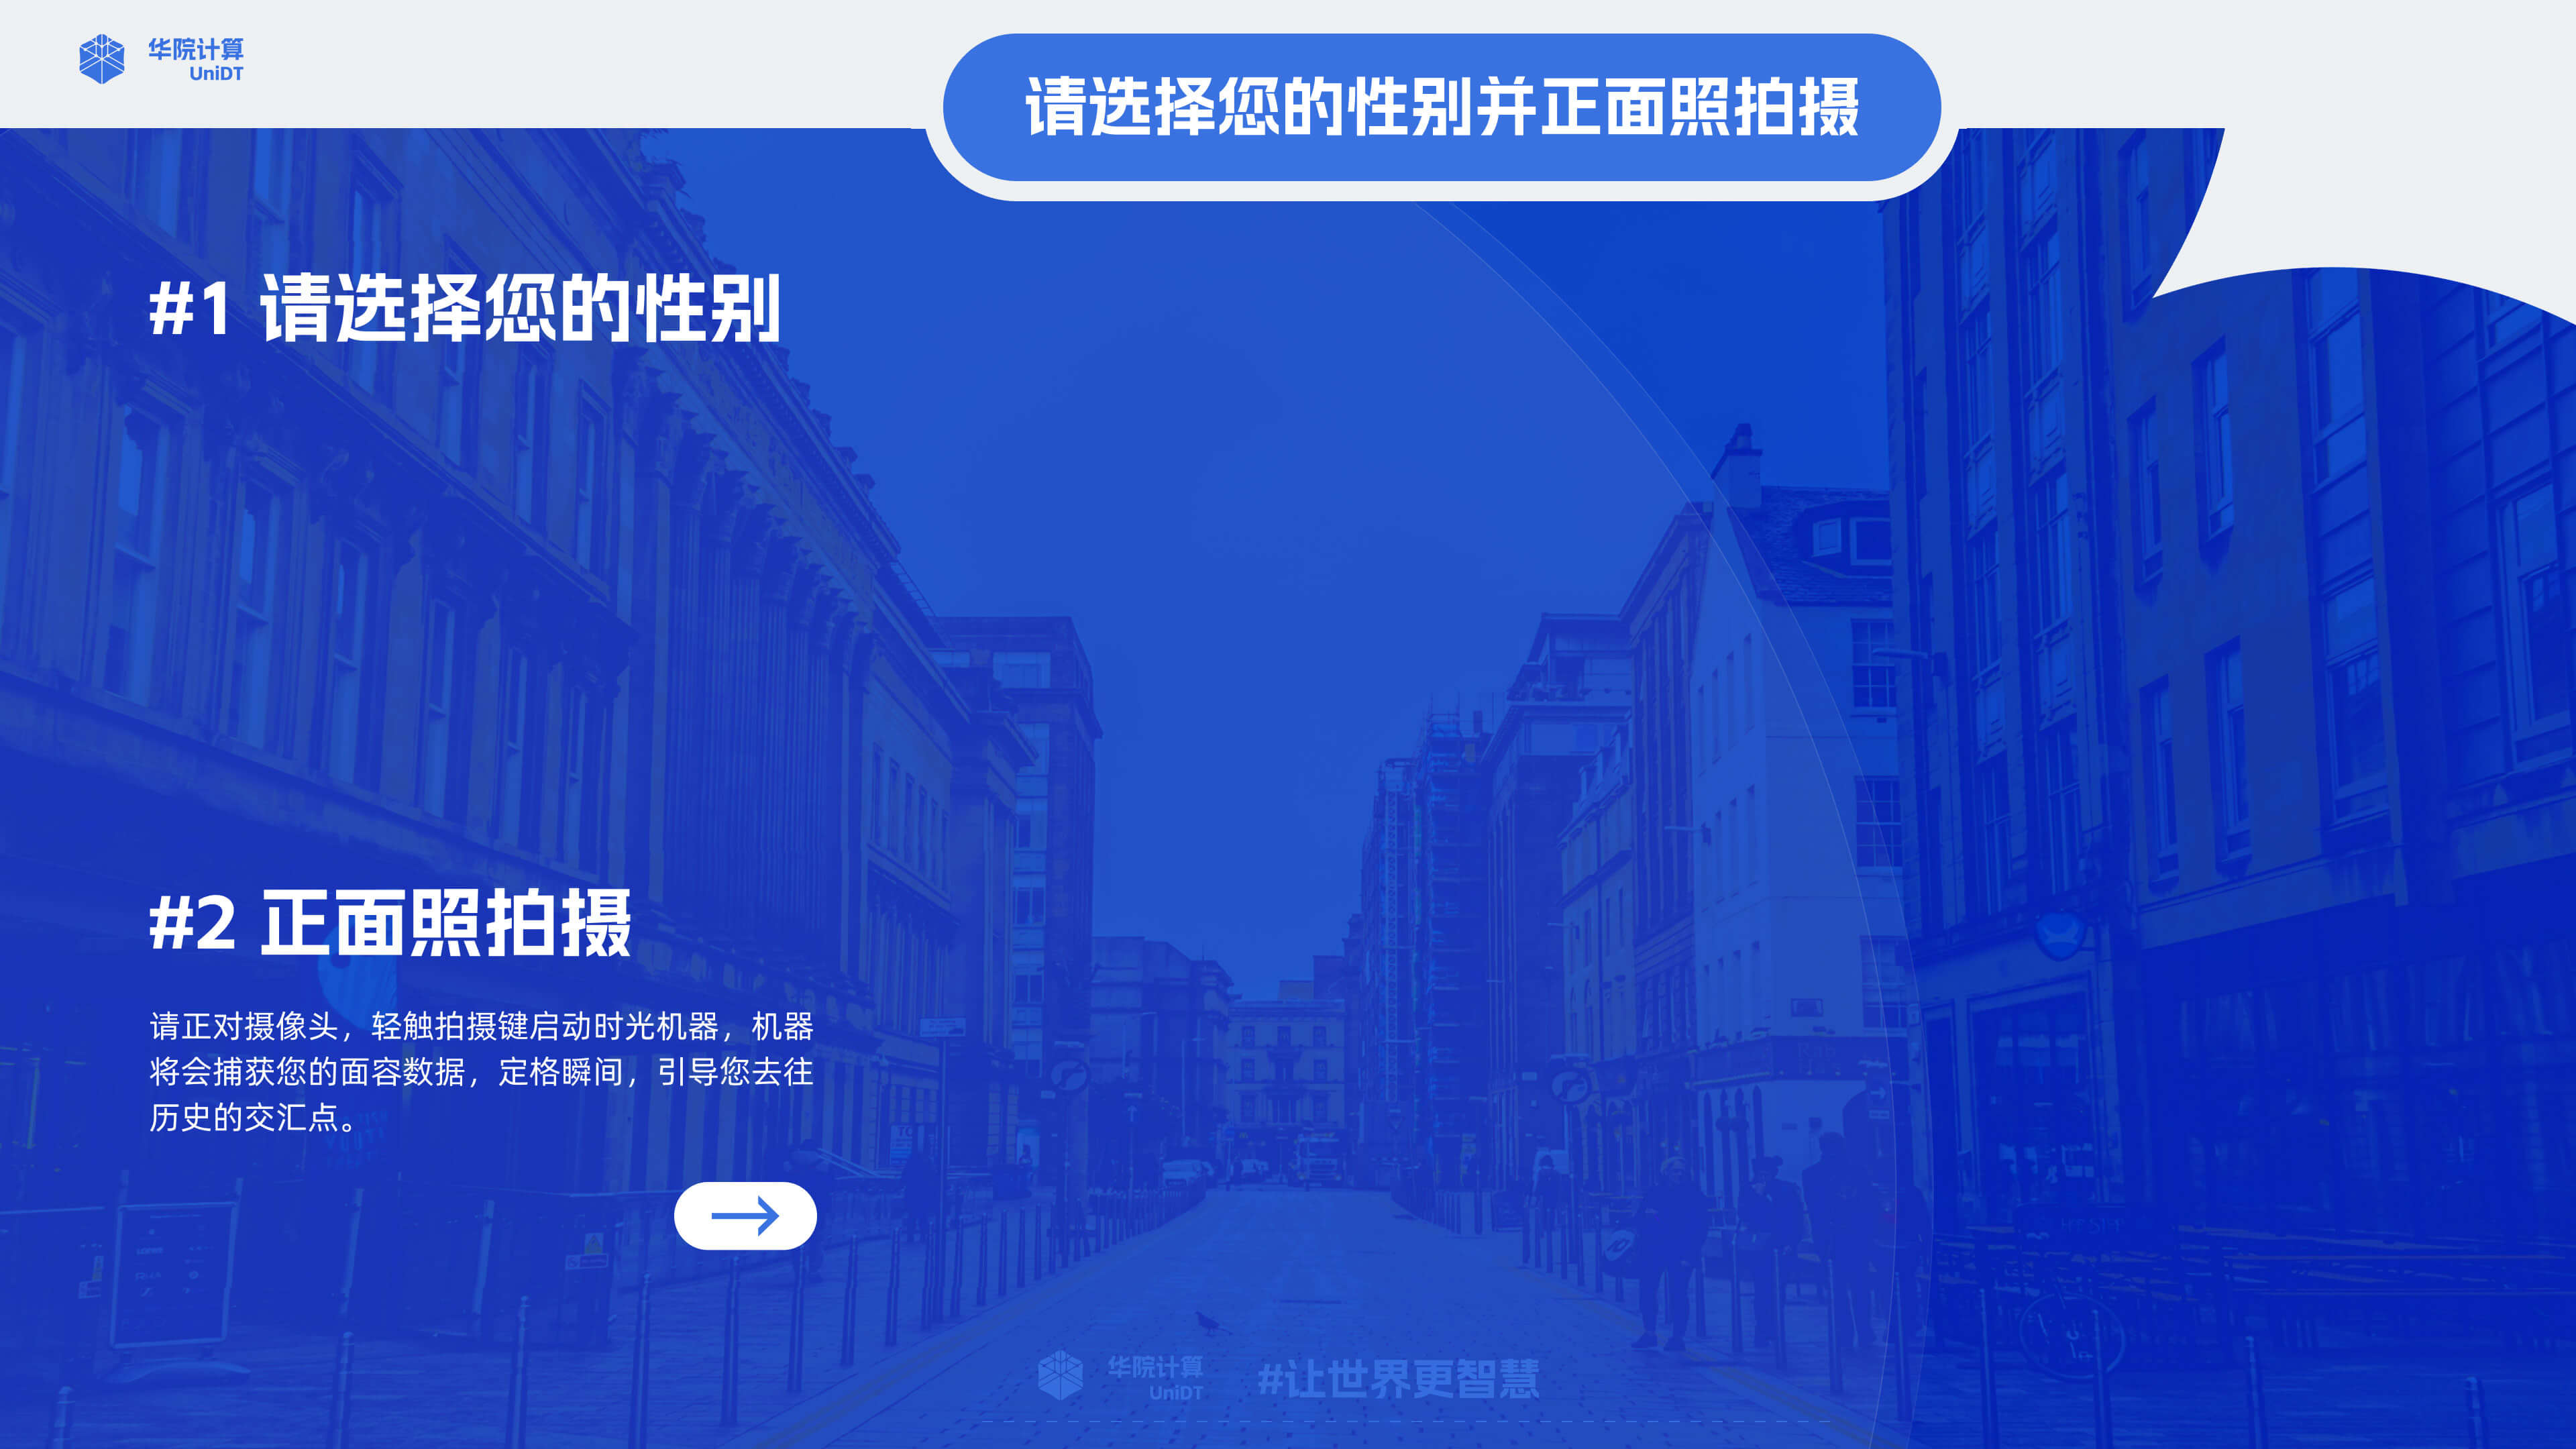 华院计算
UniDT
请选择您的性别并正面照拍摄
#1 请选择您的性别
#2 正面照拍摄
请正对摄像头，轻触拍摄键启动时光机器，机器
将会捕获您的面容数据，定格瞬间，引导您去往
历史的交汇点。
华院计算
UniDT
#让世界更智慧